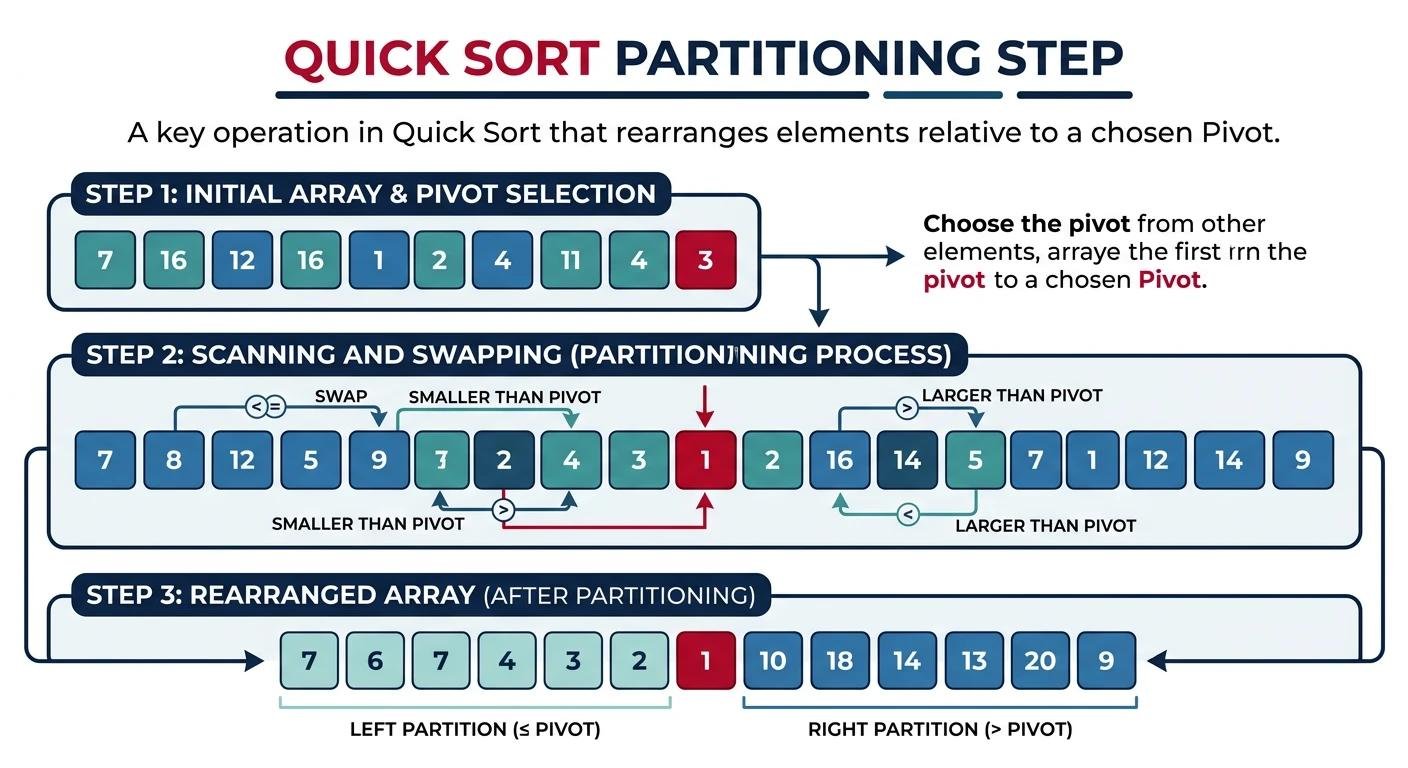 QUICK SORT PARTITIONING STEP
A key operation in Quick Sort that rearranges elements relative to a chosen Pivot.
STEP 1: INITIAL ARRAY & PIVOT SELECTION
7 16 12 16 1 2 4 11 4 3
Choose the pivot from other
elements, arraye the first the
pivot to a chosen Pivot.
STEP 2: SCANNING AND SWAPPING PROCESS)
< = SWAP SMALLER THAN PIVOT > LARGER THAN PIVOT
7 8 12 5 9 2 4 3 1 2 16 14 5 7 1 12 14 9
SMALLER THAN PIVOT > < LARGER THAN PIVOT
STEP 3: REARRANGED ARRAY (AFTER PARTITIONING)
7 6 7 4 3 2 1 10 18 14 13 20 9
LEFT PARTITION (≤ PIVOT) RIGHT PARTITION (> PIVOT)